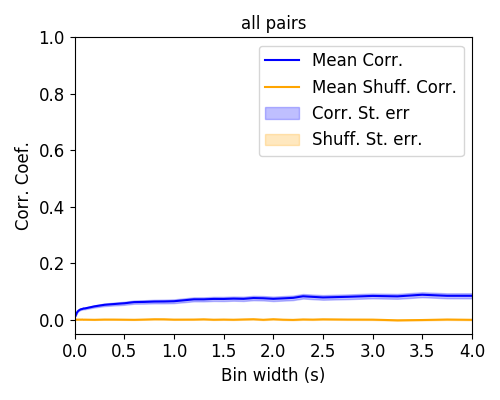 all pairs
1.0
0.8
0.6
0.4
0.2
0.0
Corr. Coef.
Mean Corr.
Mean Shuff. Corr.
Corr. St. err
Shuff. St. err.
0.0 0.5 1.0 1.5 2.0 2.5 3.0 3.5 4.0
Bin width (s)